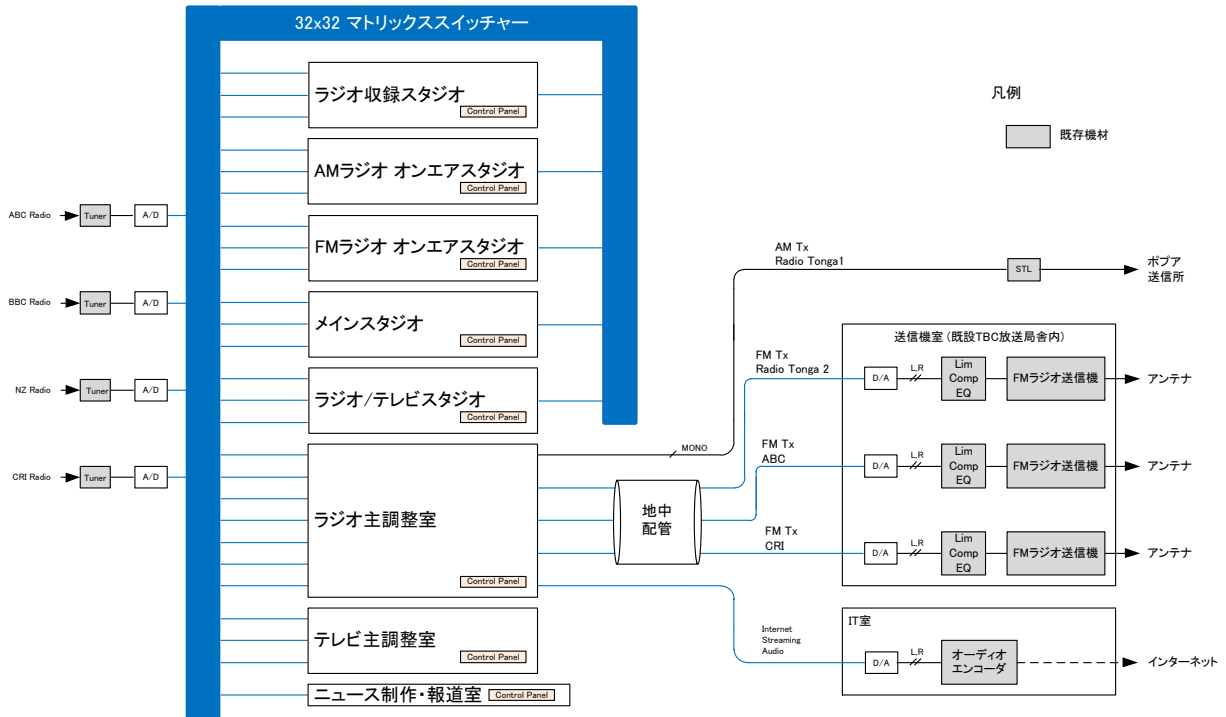 32x32 マトリックススイッチャー
ラジオ収録スタジオ
Control Panel
AMラジオ オンエアスタジオ
Control Panel
FMラジオ オンエアスタジオ
Control Panel
メインスタジオ
Control Panel
ラジオ/テレビスタジオ
Control Panel
ラジオ主調整室
Control Panel
テレビ主調整室
Control Panel
ニュース制作・報道室 Control Panel
ABC Radio Tuner A/D
BBC Radio Tuner A/D
NZ Radio Tuner A/D
CRI Radio Tuner A/D
凡例
既存機材
AM Tx
Radio Tonga1
STL
ポプア
送信所
MONO
地中
配管
FM Tx
Radio Tonga 2
FM Tx
ABC
FM Tx
CRI
送信機室 (既設TBC放送局舎内)
D/A
L,R
Lim
Comp
EQ
FMラジオ送信機
アンテナ
D/A
L,R
Lim
Comp
EQ
FMラジオ送信機
アンテナ
D/A
L,R
Lim
Comp
EQ
FMラジオ送信機
アンテナ
Internet
Streaming
Audio
IT室
D/A
L,R
オーディオ
エンコーダ
インターネット